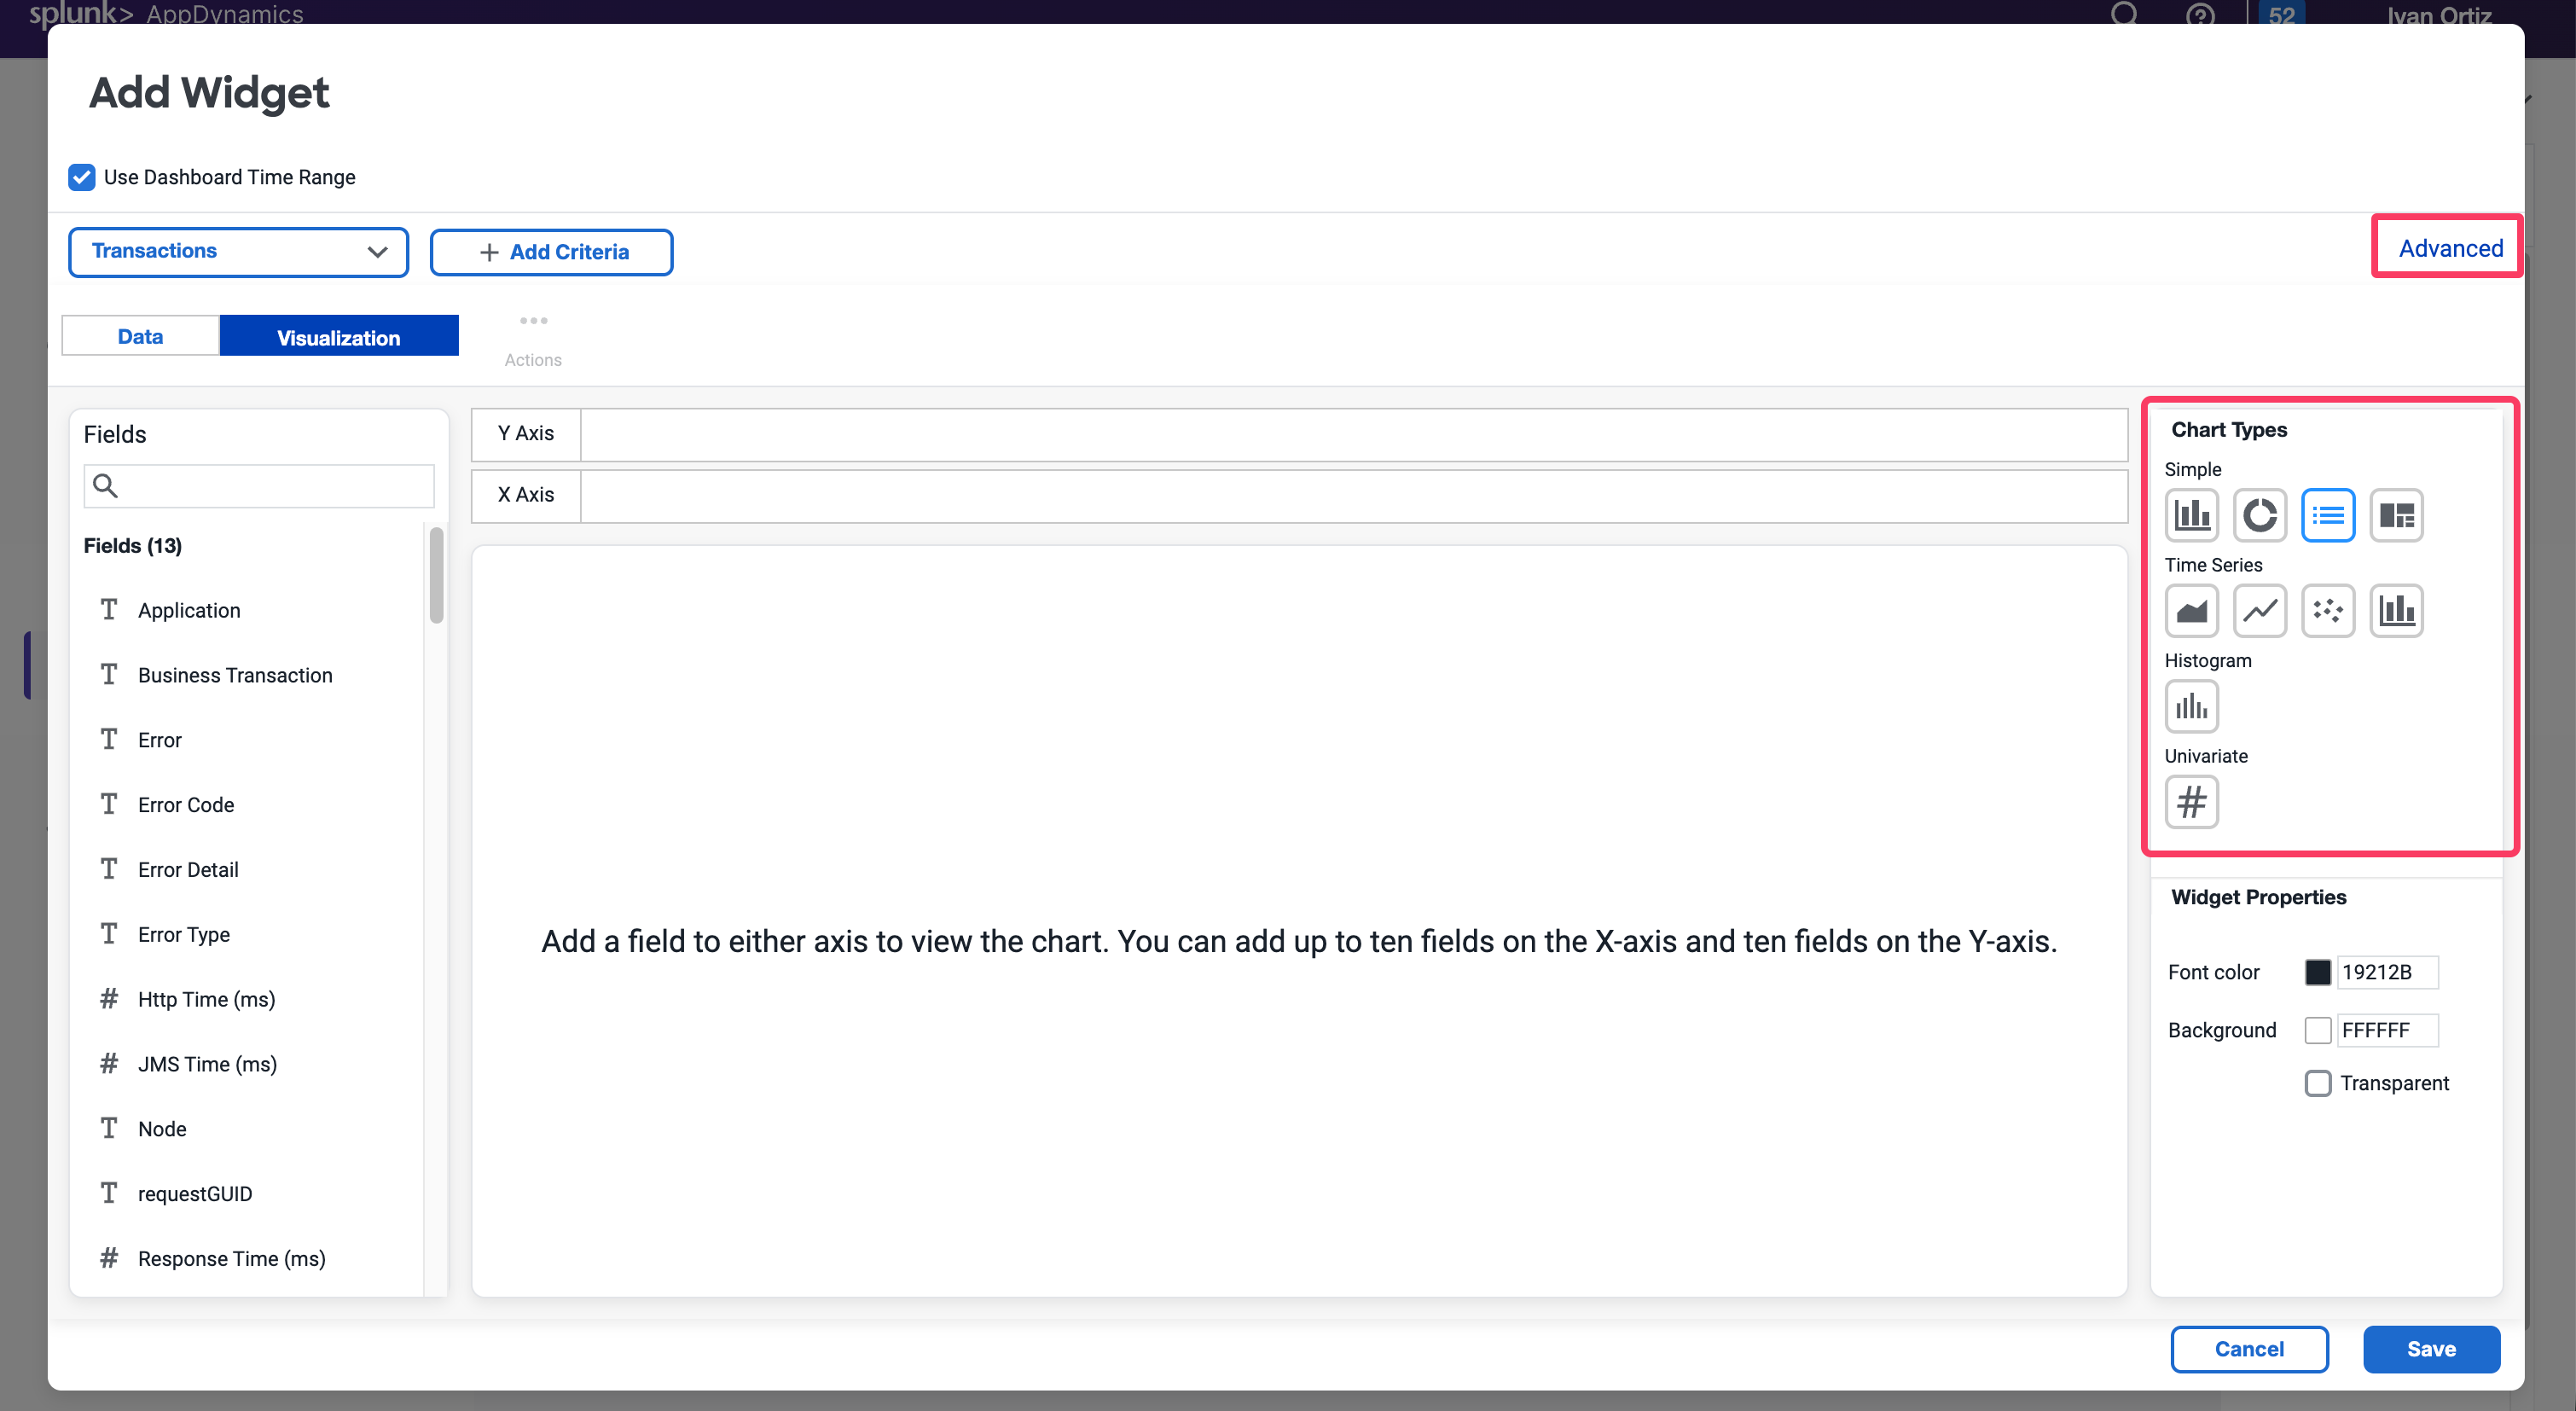 splunk> AppDynamics
52
Ivan Ortiz
Add Widget
Use Dashboard Time Range
Transactions
Add Criteria
Advanced
Data
Visualization
Actions
Fields
Fields (13)
Application
Business Transaction
Error
Error Code
Error Detail
Error Type
Http Time (ms)
JMS Time (ms)
Node
requestGUID
Response Time (ms)
Y Axis
X Axis
Add a field to either axis to view the chart. You can add up to ten fields on the X-axis and ten fields on the Y-axis.
Chart Types
Simple
Time Series
Histogram
Univariate
Widget Properties
Font color
19212B
Background
FFFFFF
Transparent
Cancel
Save